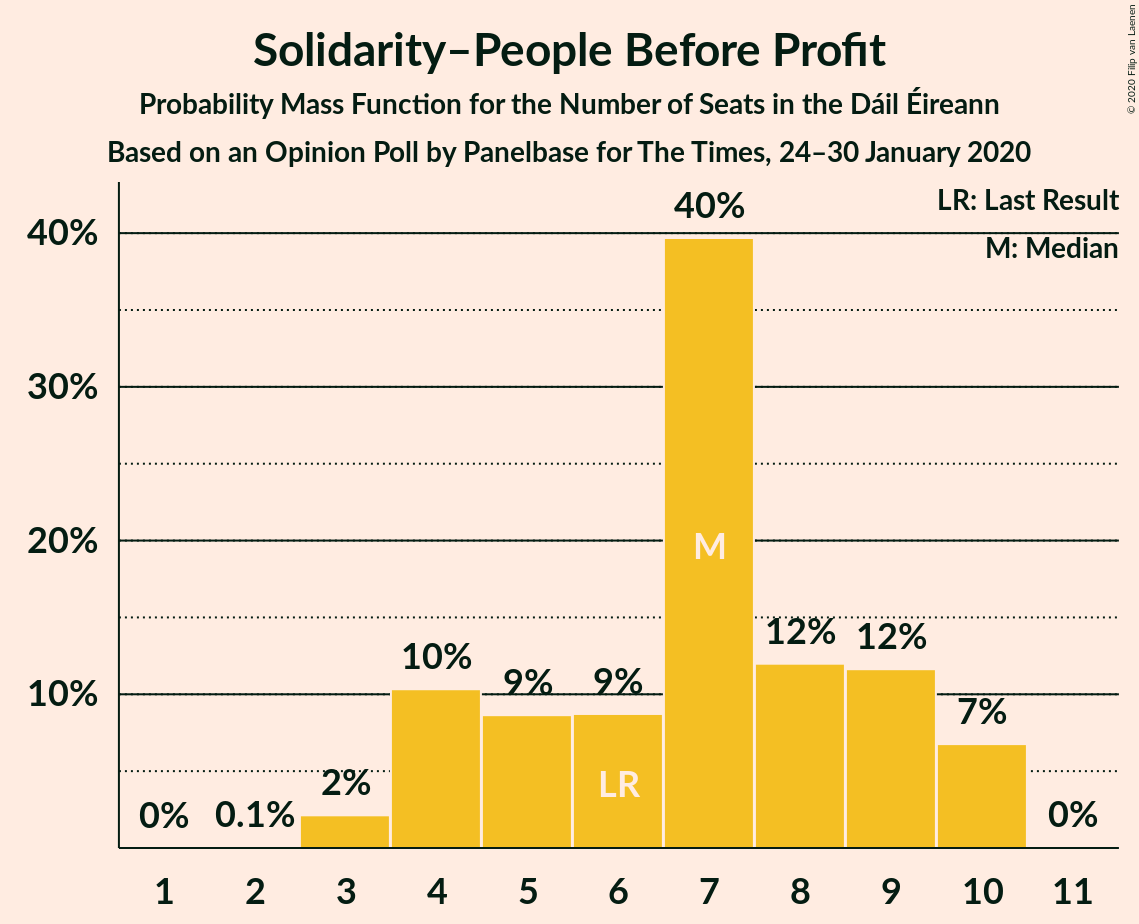 Solidarity–People Before Profit
Probability Mass Function for the Number of Seats in the Dáil Éireann
Based on an Opinion Poll by Panelbase for The Times, 24–30 January 2020
© 2020 Filip van Laenen
LR: Last Result
M: Median
40%
30%
20%
10%
0%
0.1%
2%
10%
9%
9%
40%
12%
12%
7%
0%
M
LR
1 2 3 4 5 6 7 8 9 10 11